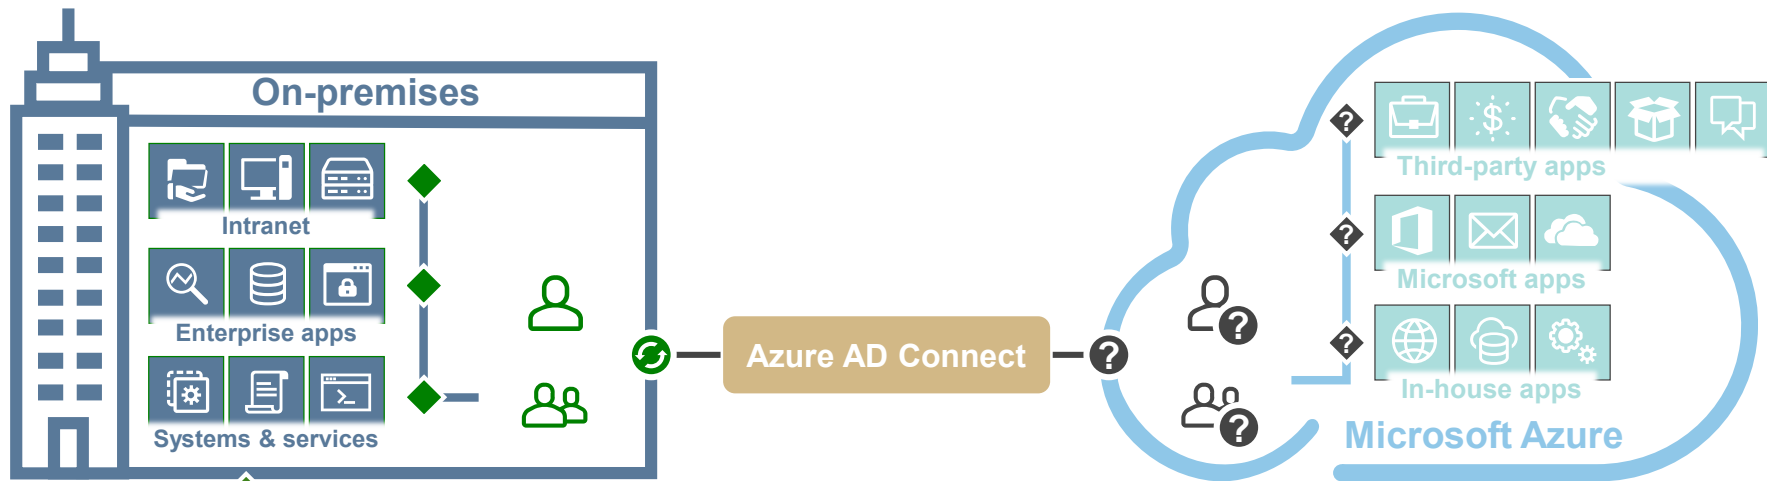 On-premises
Intranet
Enterprise apps
Systems & services
Azure AD Connect
?
?
?
?
?
?
$
Third-party apps
Microsoft apps
In-house apps
Microsoft Azure